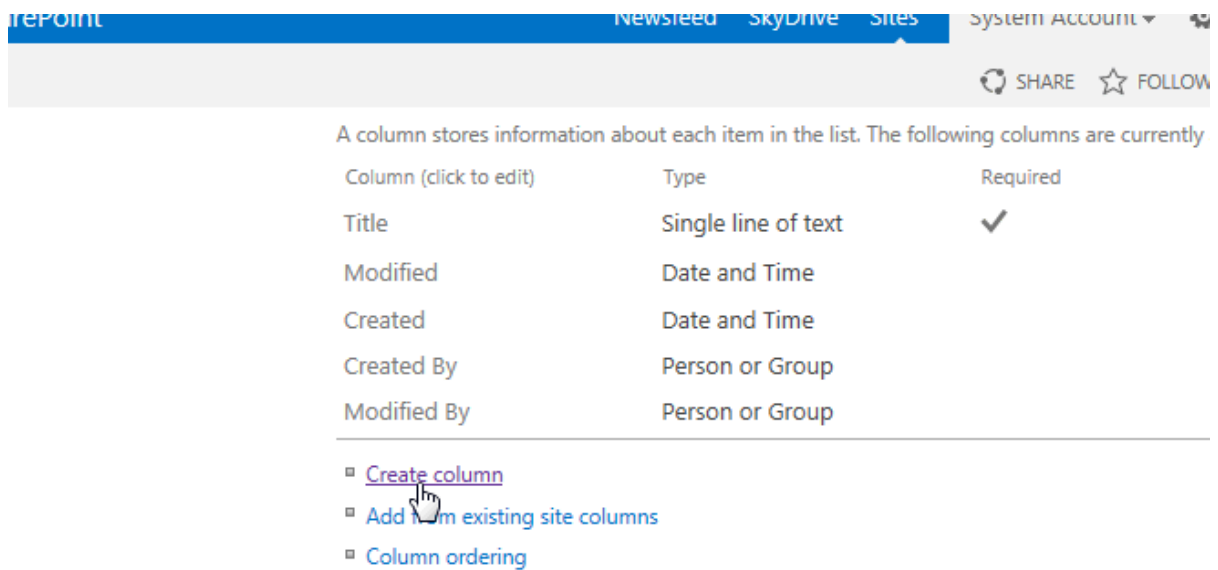 Newsfeed SkyDrive Sites System Account
SHARE FOLLOW
A column stores information about each item in the list. The following columns are currently
Column (click to edit) Type Required
Title Single line of text
Modified Date and Time
Created Date and Time
Created By Person or Group
Modified By Person or Group
Create column
Add from existing site columns
Column ordering